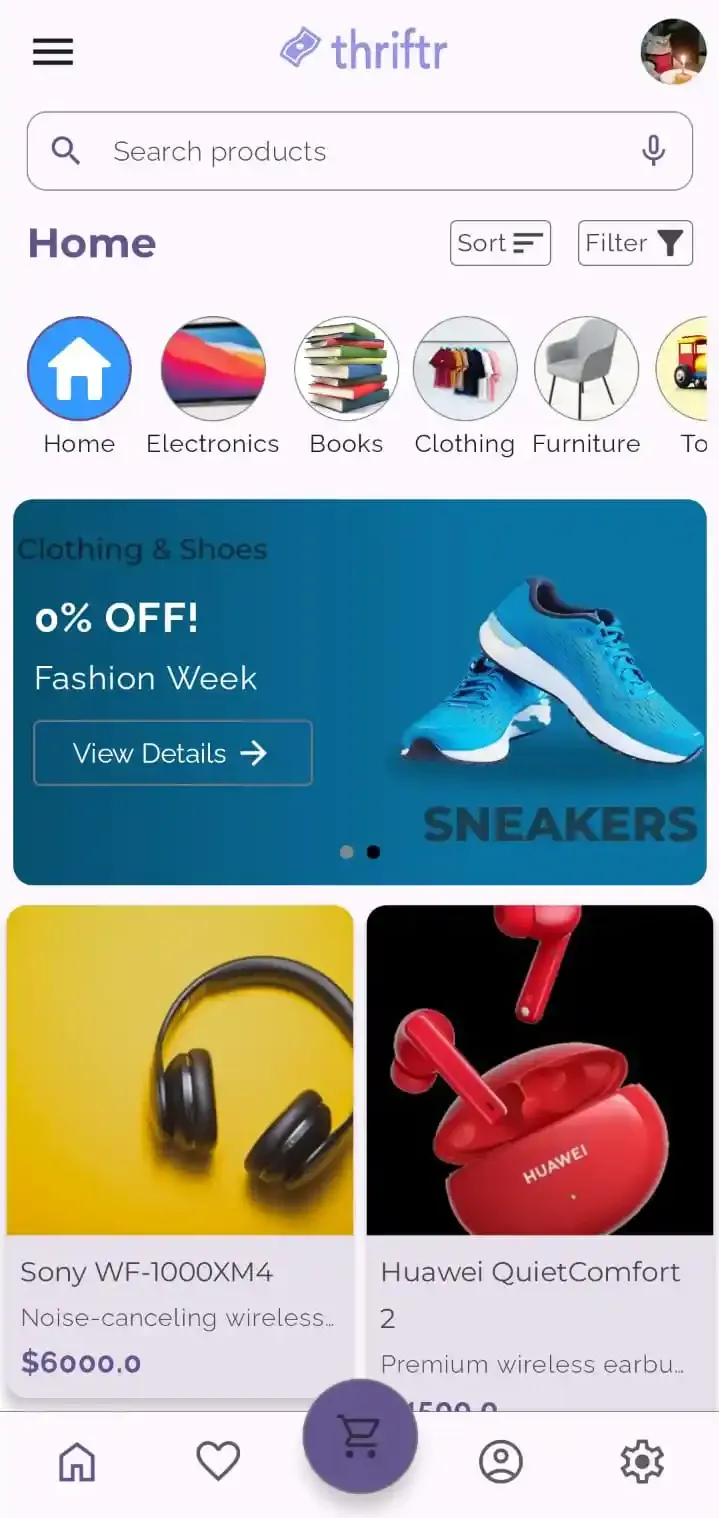 thriftr
Search products
Home
Sort
Filter
Home
Electronics
Books
Clothing
Furniture
To
Clothing & Shoes
0% OFF!
Fashion Week
View Details
SNEAKERS
HUAWEI
Sony WF-1000XM4
Noise-canceling wireless…
$6000.0
Huawei QuietComfort
2
Premium wireless earbu…